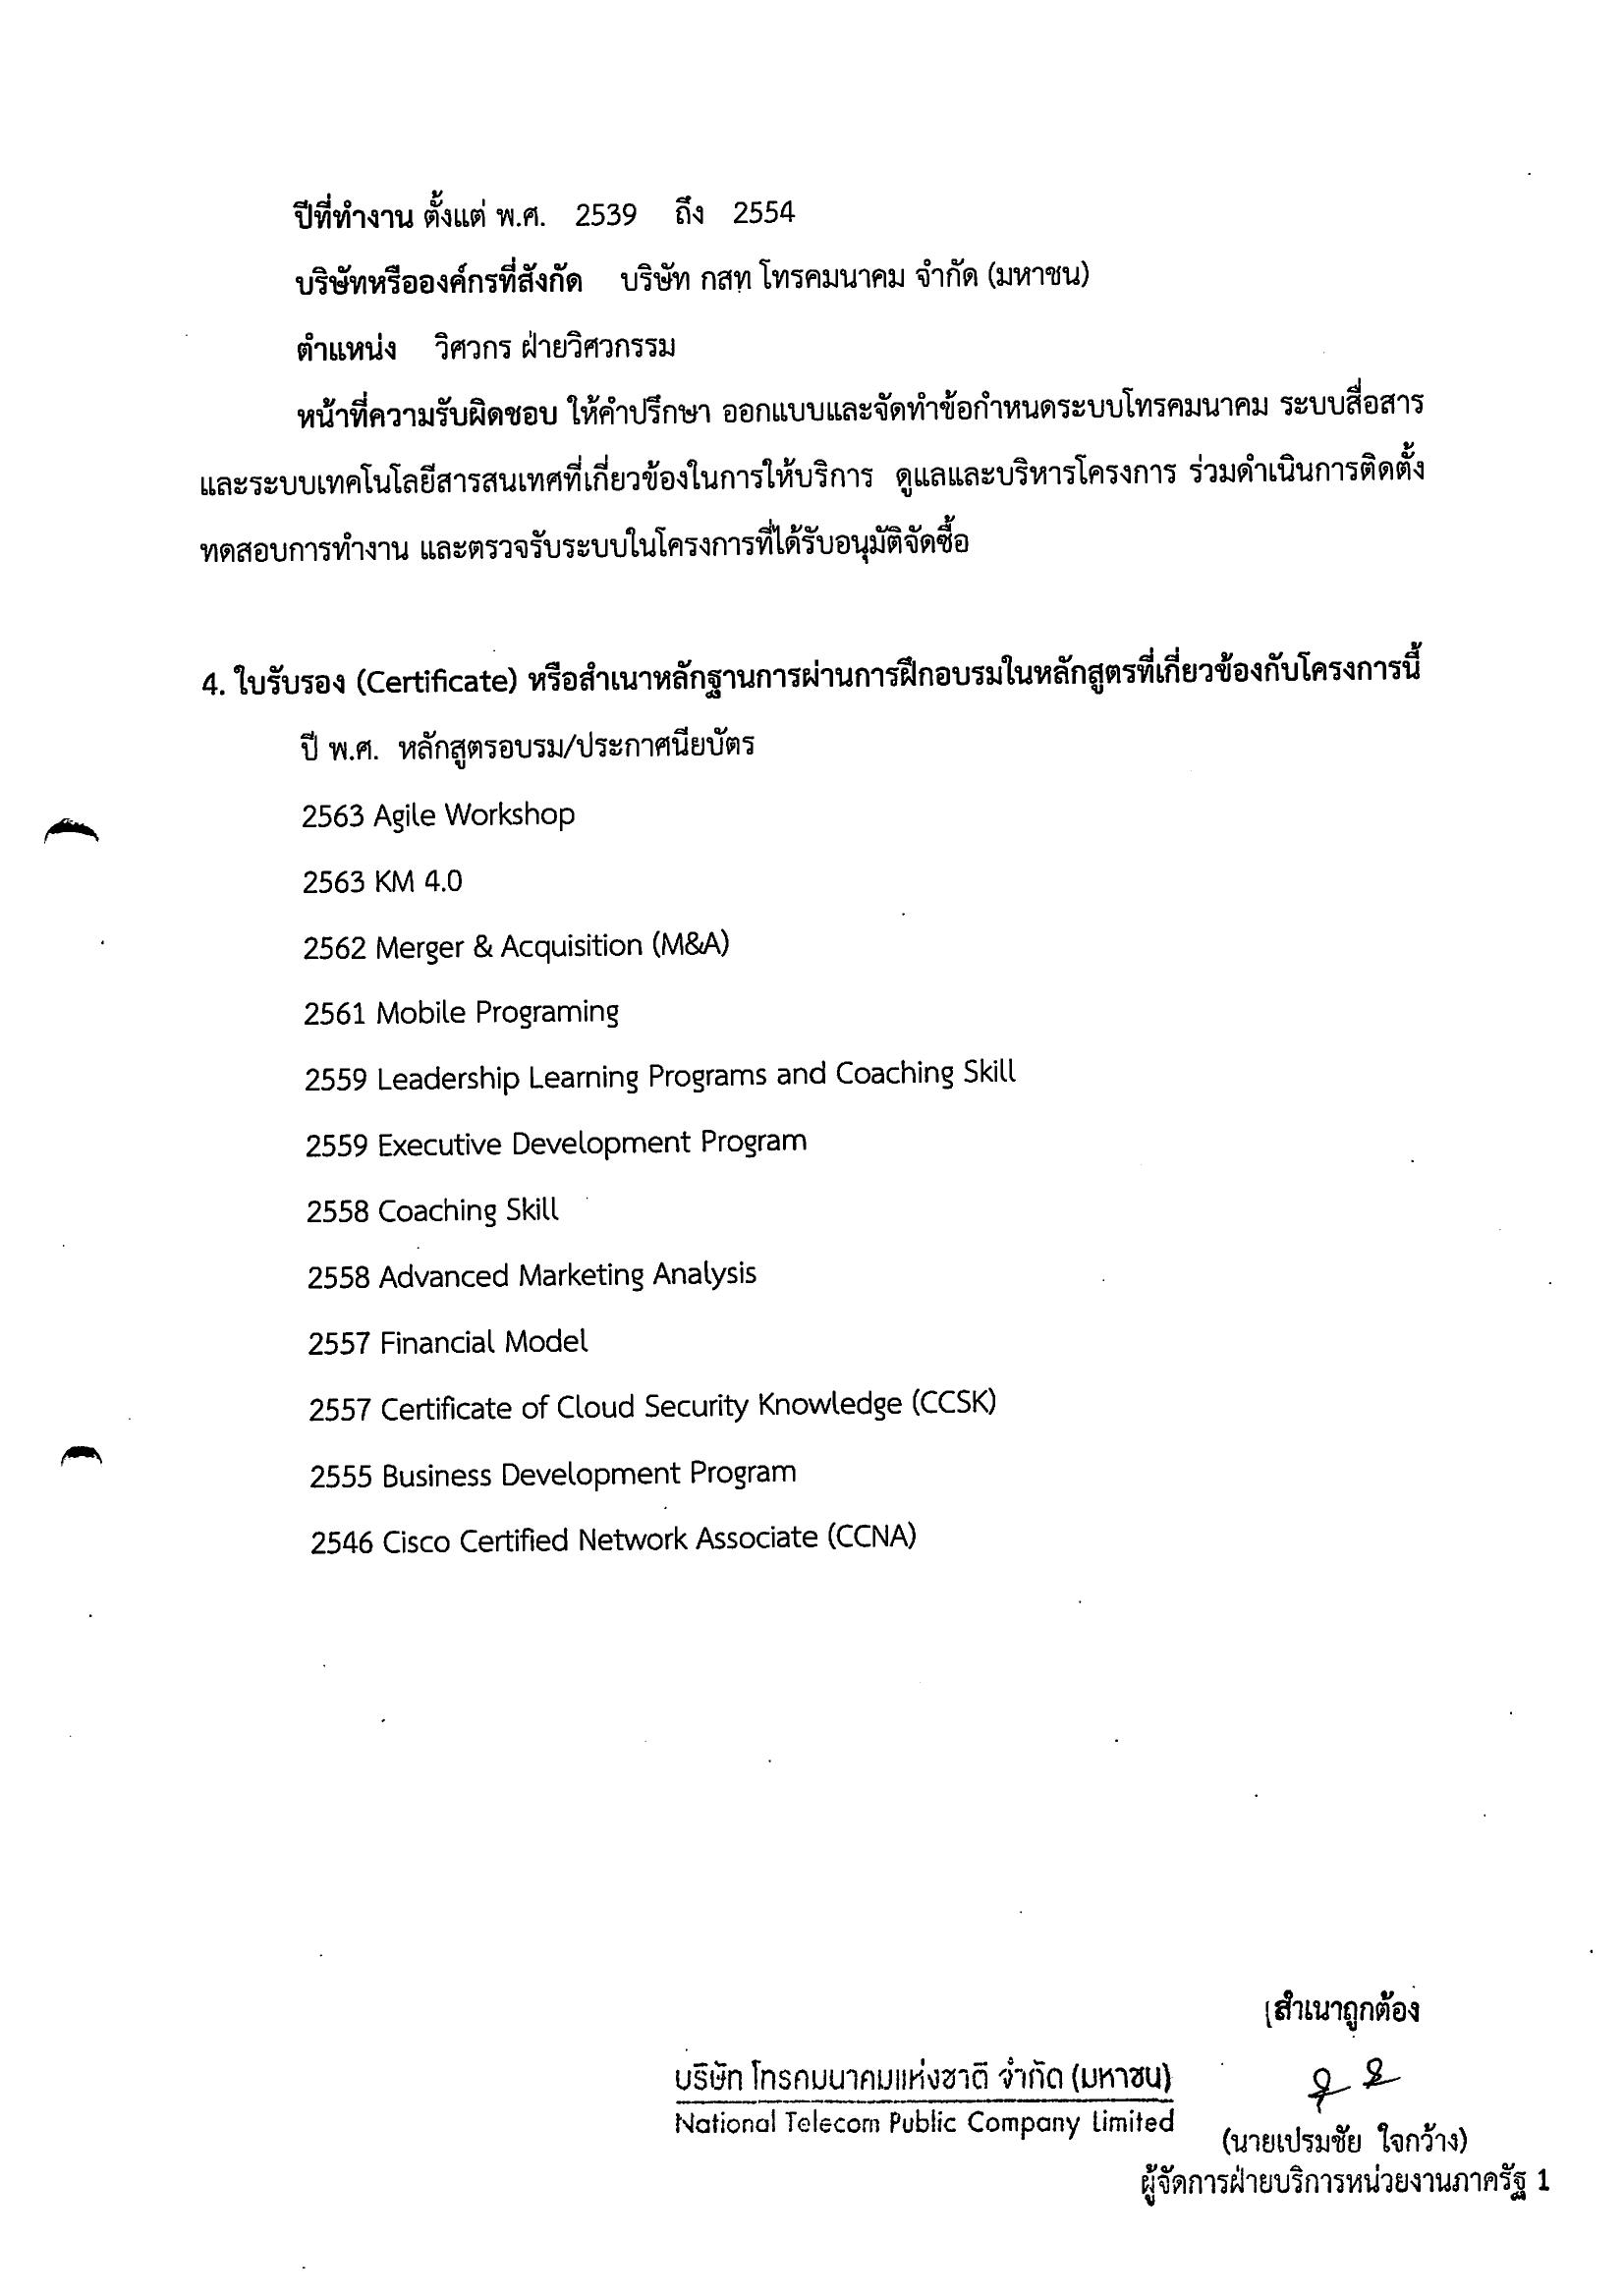 ปีที่ทำงาน ตั้งแต่ พ.ศ. 2539 ถึง 2554
บริษัทหรือองค์กรที่สังกัด บริษัท กสท โทรคมนาคม จำกัด (มหาชน)
ตำแหน่ง วิศวกร ฝ่ายวิศวกรรม
หน้าที่ความรับผิดชอบ ให้คำปรึกษา ออกแบบและจัดทำข้อกำหนดระบบโทรคมนาคม ระบบสื่อสาร
และระบบเทคโนโลยีสารสนเทศที่เกี่ยวข้องในการให้บริการ ดูแลและบริหารโครงการ ร่วมดำเนินการติดตั้ง
ทดสอบการทำงาน และตรวจรับระบบในโครงการที่ได้รับอนุมัติจัดซื้อ
4. ใบรับรอง (Certificate) หรือสำเนาหลักฐานการผ่านการฝึกอบรมในหลักสูตรที่เกี่ยวข้องกับโครงการนี้
ปี พ.ศ. หลักสูตรอบรม/ประกาศนียบัตร
2563 Agile Workshop
2563 KM 4.0
2562 Merger & Acquisition (M&A)
2561 Mobile Programing
2559 Leadership Learning Programs and Coaching Skill
2559 Executive Development Program
2558 Coaching Skill
2558 Advanced Marketing Analysis
2557 Financial Model
2557 Certificate of Cloud Security Knowledge (CCSK)
2555 Business Development Program
2546 Cisco Certified Network Associate (CCNA)
สำเนาถูกต้อง
บริษัท โทรคมนาคมแห่งชาติ จำกัด (มหาชน)
National Telecom Public Company Limited
(นายเปรมชัย ใจกว้าง)
ผู้จัดการฝ่ายบริการหน่วยงานภาครัฐ 1